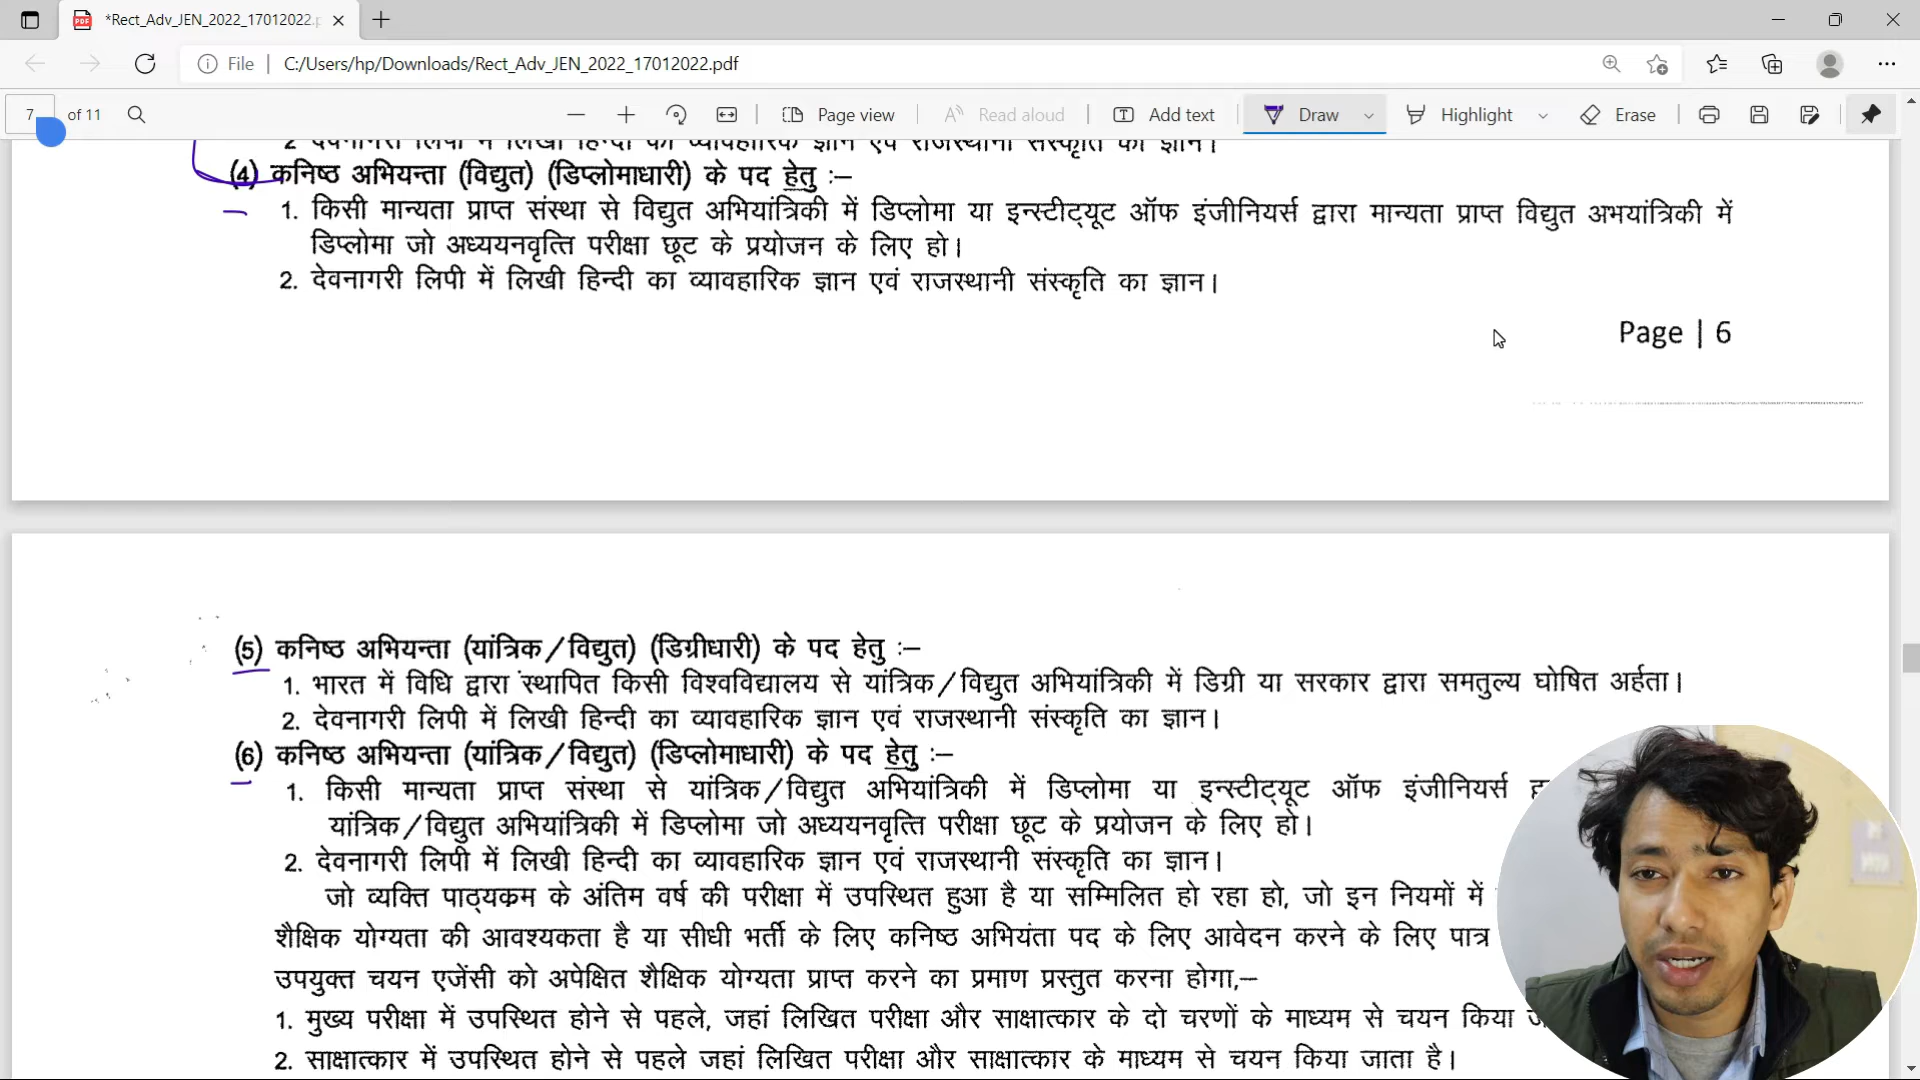 *Rect_Adv_JEN_2022_17012022.p
File C:/Users/hp/Downloads/Rect_Adv_JEN_2022_17012022.pdf
7 of 11 Page view Read aloud Add text Draw Highlight Erase
2 देवनागरी लिपी में लिखी हिन्दी का व्यावहारिक ज्ञान एवं राजस्थानी संस्कृति का ज्ञान।
(4) कनिष्ठ अभियन्ता (विद्युत) (डिप्लोमाधारी) के पद हेतु :–
1. किसी मान्यता प्राप्त संस्था से विद्युत अभियांत्रिकी में डिप्लोमा या इन्स्टीट्यूट ऑफ इंजीनियर्स द्वारा मान्यता प्राप्त विद्युत अभयांत्रिकी में
डिप्लोमा जो अध्ययनवृत्ति परीक्षा छूट के प्रयोजन के लिए हो।
2. देवनागरी लिपी में लिखी हिन्दी का व्यावहारिक ज्ञान एवं राजस्थानी संस्कृति का ज्ञान।
Page | 6
(5) कनिष्ठ अभियन्ता (यांत्रिक/विद्युत) (डिग्रीधारी) के पद हेतु :–
1. भारत में विधि द्वारा स्थापित किसी विश्वविद्यालय से यांत्रिक/विद्युत अभियांत्रिकी में डिग्री या सरकार द्वारा समतुल्य घोषित अर्हता।
2. देवनागरी लिपी में लिखी हिन्दी का व्यावहारिक ज्ञान एवं राजस्थानी संस्कृति का ज्ञान।
(6) कनिष्ठ अभियन्ता (यांत्रिक/विद्युत) (डिप्लोमाधारी) के पद हेतु :–
1. किसी मान्यता प्राप्त संस्था से यांत्रिक/विद्युत अभियांत्रिकी में डिप्लोमा या इन्स्टीट्यूट ऑफ इंजीनियर्स
यांत्रिक/विद्युत अभियांत्रिकी में डिप्लोमा जो अध्ययनवृत्ति परीक्षा छूट के प्रयोजन के लिए हो।
2. देवनागरी लिपी में लिखी हिन्दी का व्यावहारिक ज्ञान एवं राजस्थानी संस्कृति का ज्ञान।
जो व्यक्ति पाठ्यक्रम के अंतिम वर्ष की परीक्षा में उपस्थित हुआ है या सम्मिलित हो रहा हो, जो इन नियमों में
शैक्षिक योग्यता की आवश्यकता है या सीधी भर्ती के लिए कनिष्ठ अभियंता पद के लिए आवेदन करने के लिए पात्र
उपयुक्त चयन एजेंसी को अपेक्षित शैक्षिक योग्यता प्राप्त करने का प्रमाण प्रस्तुत करना होगा,–
1. मुख्य परीक्षा में उपस्थित होने से पहले, जहां लिखित परीक्षा और साक्षात्कार के दो चरणों के माध्यम से चयन किया
2. साक्षात्कार में उपस्थित होने से पहले जहां लिखित परीक्षा और साक्षात्कार के माध्यम से चयन किया जाता है।